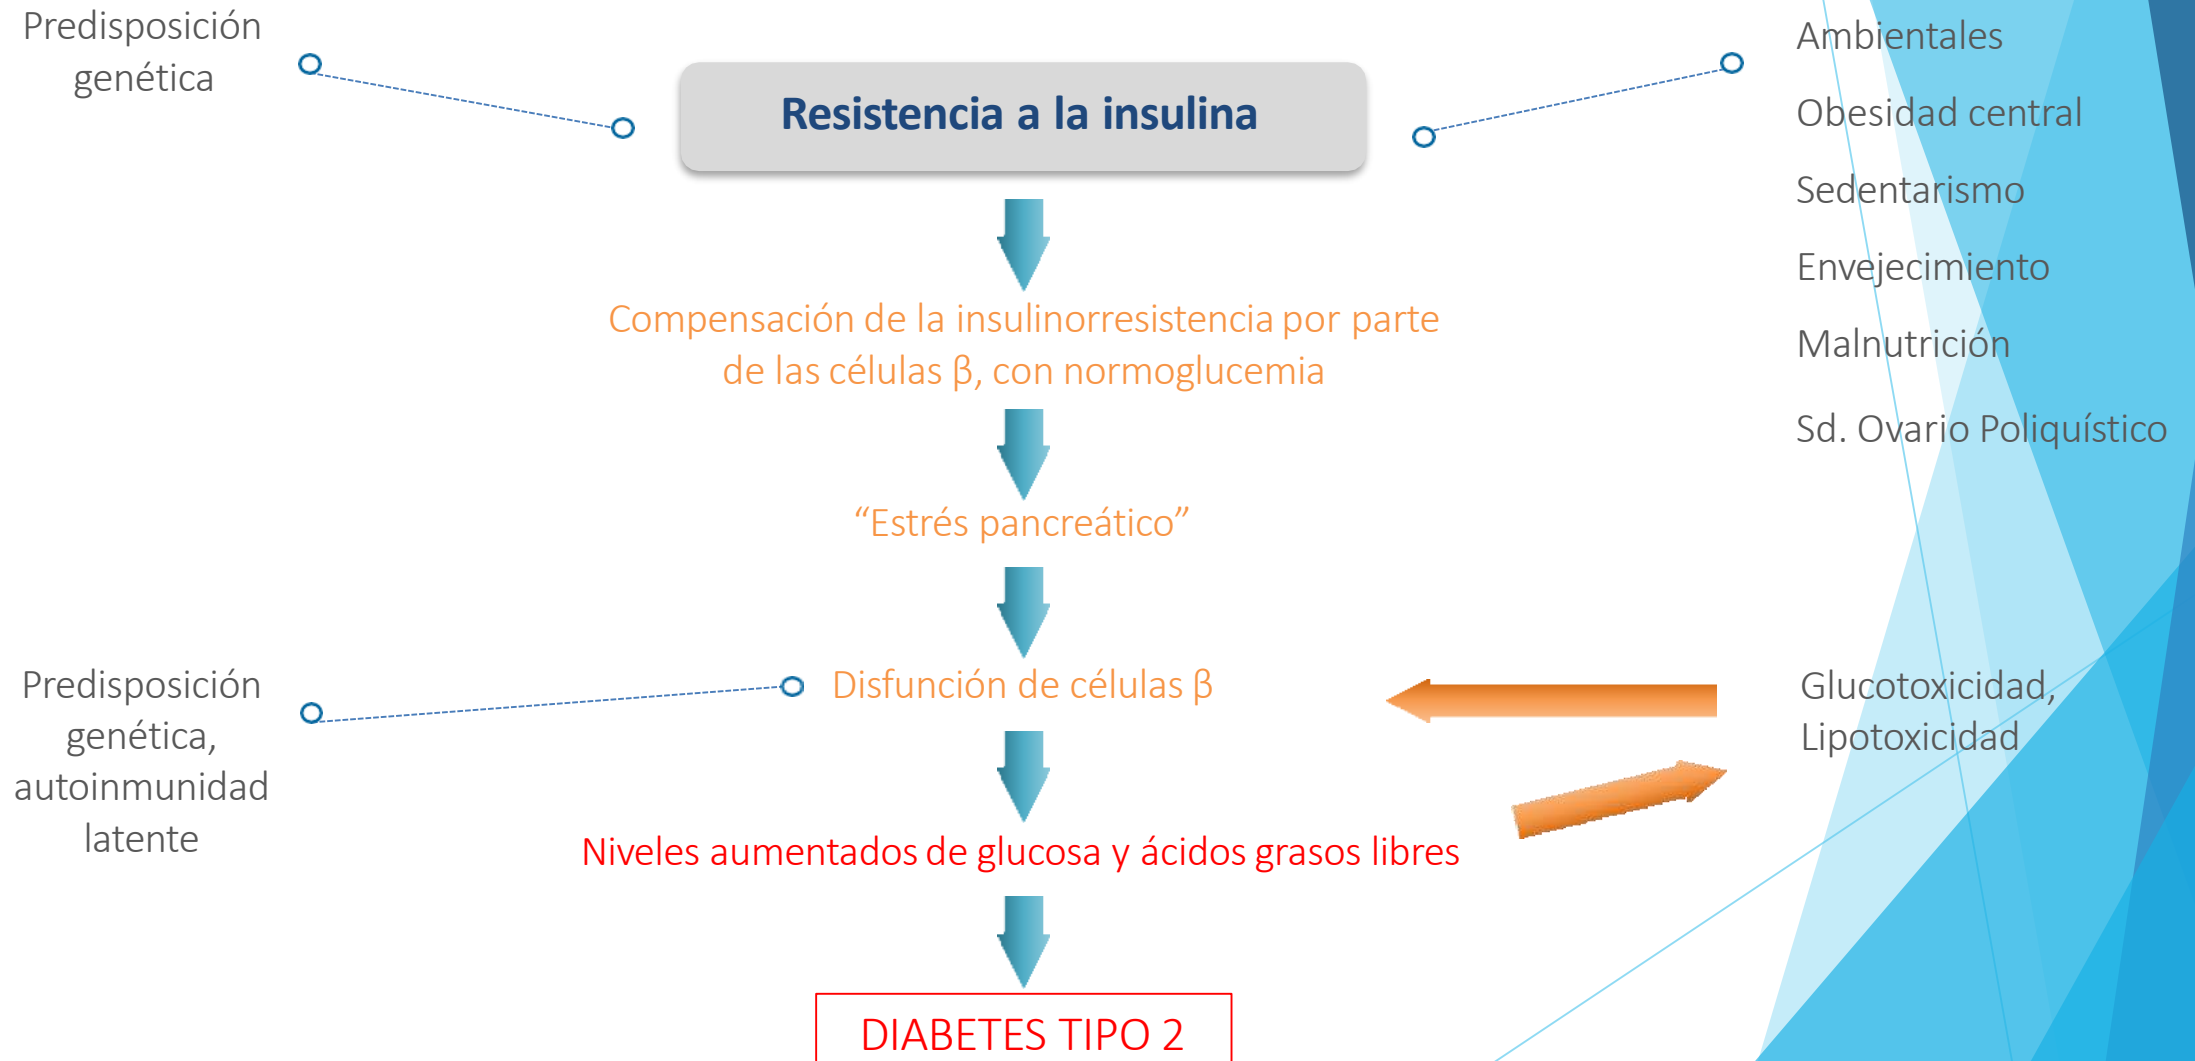 Predisposición
genética
Resistencia a la insulina
Ambientales
Obesidad central
Sedentarismo
Envejecimiento
Malnutrición
Sd. Ovario Poliquístico
Compensación de la insulinorresistencia por parte
de las células β, con normoglucemia
“Estrés pancreático”
Predisposición
genética,
autoinmunidad
latente
Disfunción de células β
Glucotoxicidad,
Lipotoxicidad
Niveles aumentados de glucosa y ácidos grasos libres
DIABETES TIPO 2